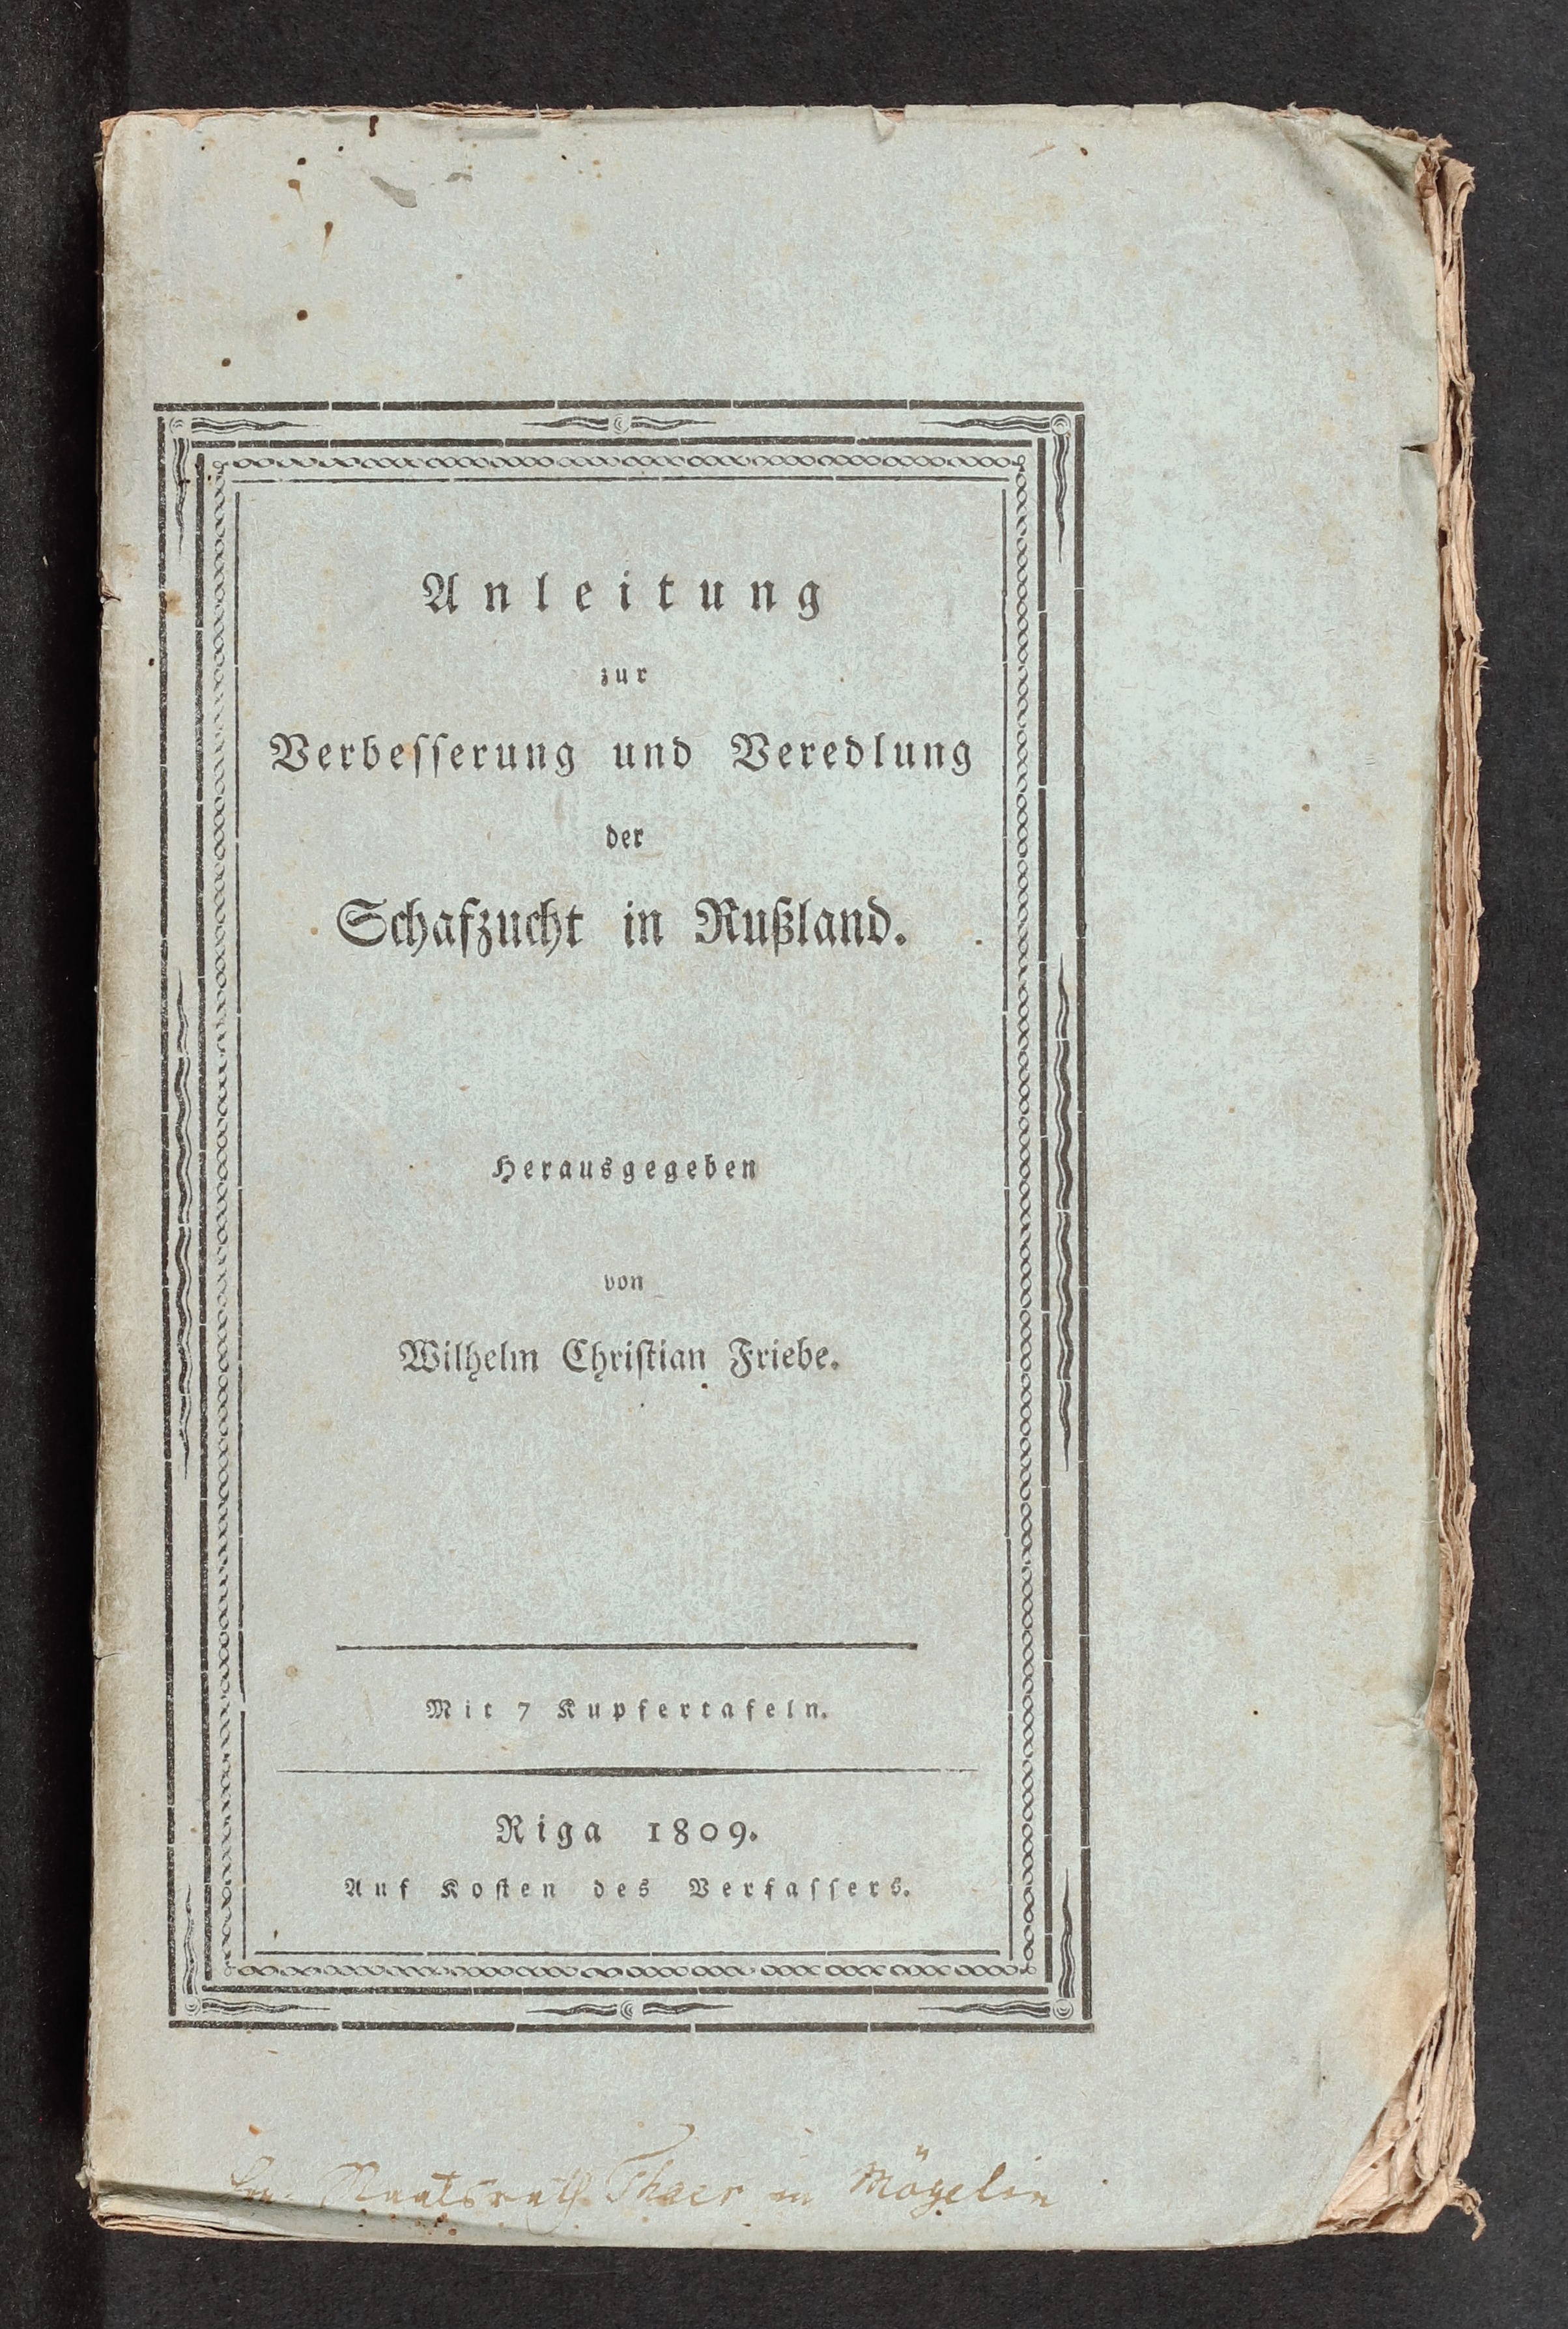 Anleitung
zur
Verbeſſerung und Veredlung
der
Schafzucht in Rußland.
Herausgegeben
von
Wilhelm Chriſtian Friebe.
Mit 7 Kupfertafeln.
Riga 1809.
Auf Koſten des Verfaſſers.
Staatsrath Thaer in Mögelin